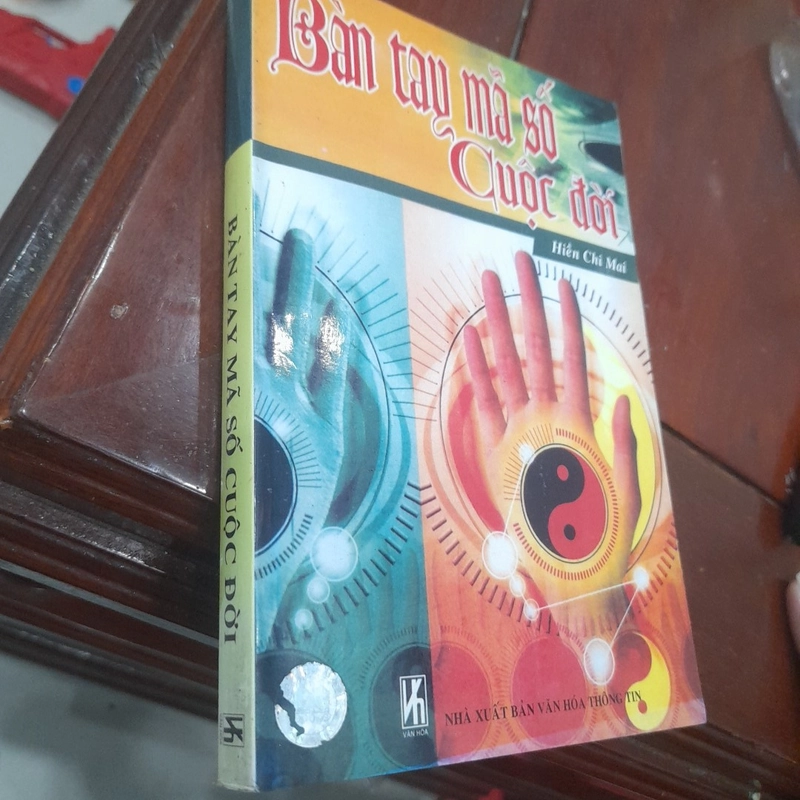 Bàn tay mã số
Cuộc đời
Hiền Chi Mai
BÀN TAY MÃ SỐ CUỘC ĐỜI
VĂN HÓA
NHÀ XUẤT BẢN VĂN HÓA THÔNG TIN